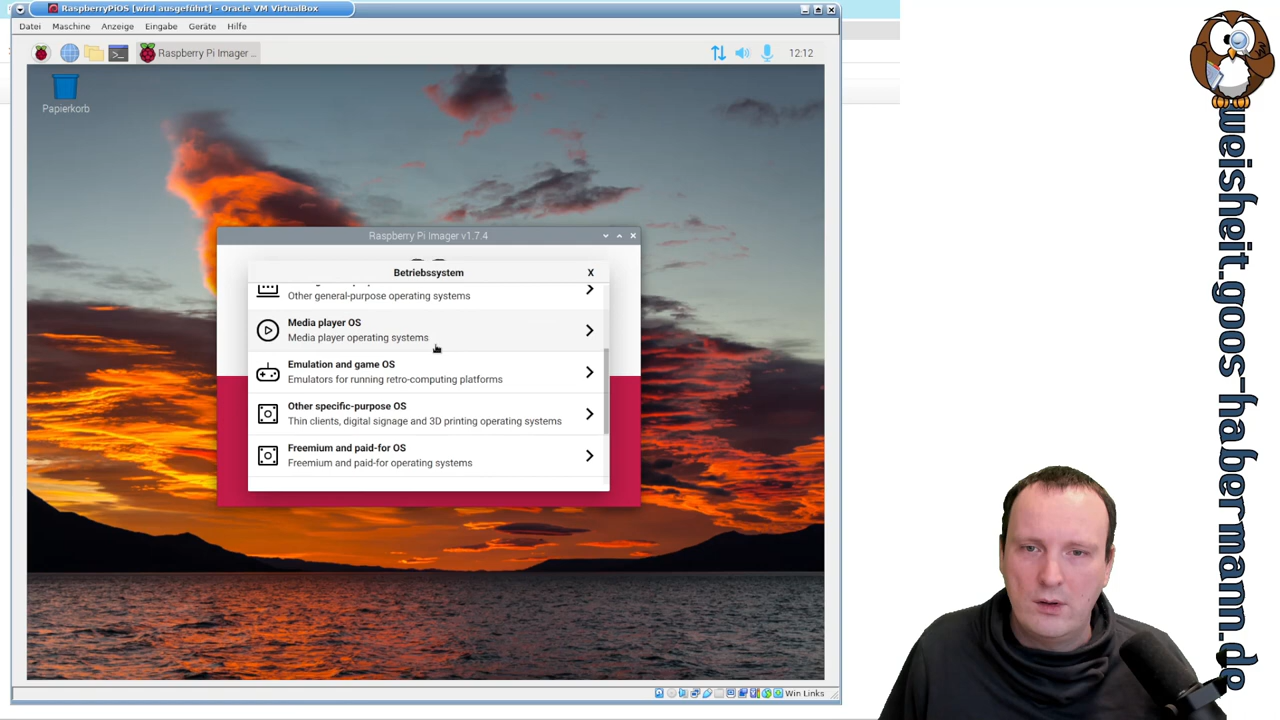 RaspberryPiOS [wird ausgeführt] - Oracle VM VirtualBox
Datei Maschine Anzeige Eingabe Geräte Hilfe
Raspberry Pi Imager ..
12:12
Papierkorb
Raspberry Pi Imager v1.7.4
Betriebssystem
X
Other general-purpose operating systems
Media player OS
Media player operating systems
Emulation and game OS
Emulators for running retro-computing platforms
Other specific-purpose OS
Thin clients, digital signage and 3D printing operating systems
Freemium and paid-for OS
Freemium and paid-for operating systems
Win Links
weisheit.goos-habermann.de